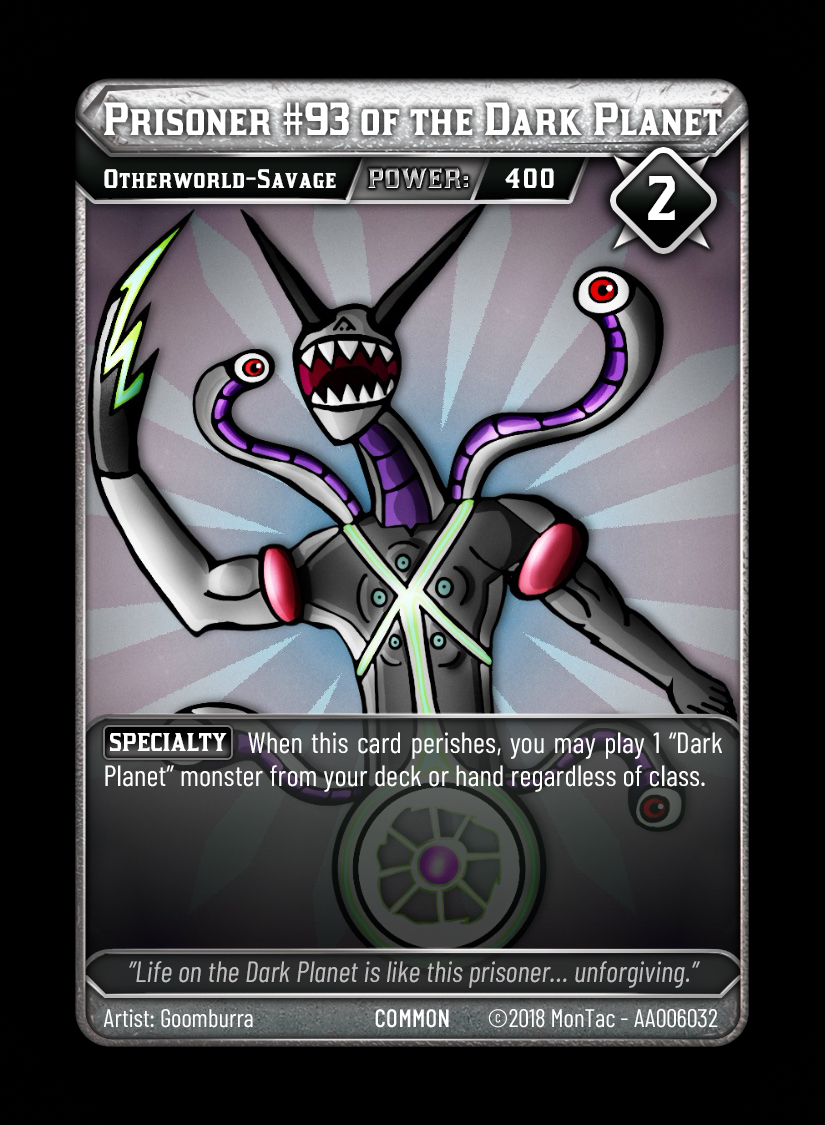 Prisoner #93 of the Dark Planet
Otherworld-Savage POWER: 400
2
SPECIALTY When this card perishes, you may play 1 “Dark
Planet” monster from your deck or hand regardless of class.
"Life on the Dark Planet is like this prisoner... unforgiving."
Artist: Goomburra COMMON ©2018 MonTac - AA006032